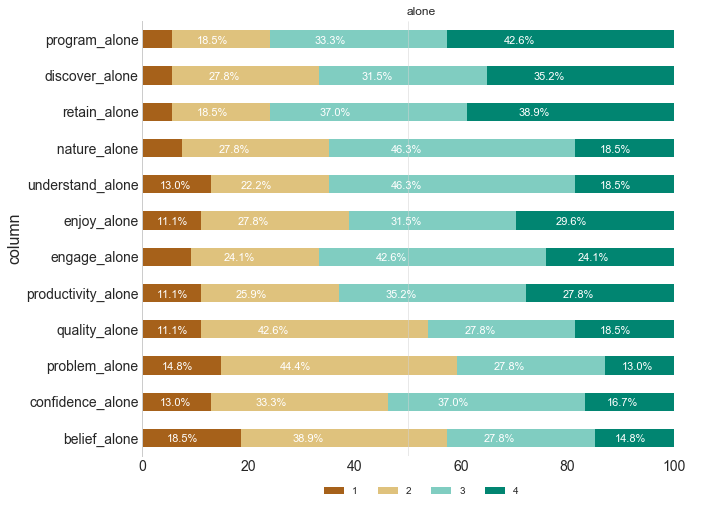 alone
program_alone 18.5% 33.3% 42.6%
discover_alone 27.8% 31.5% 35.2%
retain_alone 18.5% 37.0% 38.9%
nature_alone 27.8% 46.3% 18.5%
understand_alone 13.0% 22.2% 46.3% 18.5%
enjoy_alone 11.1% 27.8% 31.5% 29.6%
engage_alone 24.1% 42.6% 24.1%
productivity_alone 11.1% 25.9% 35.2% 27.8%
quality_alone 11.1% 42.6% 27.8% 18.5%
problem_alone 14.8% 44.4% 27.8% 13.0%
confidence_alone 13.0% 33.3% 37.0% 16.7%
belief_alone 18.5% 38.9% 27.8% 14.8%
column
0 20 40 60 80 100
1 2 3 4